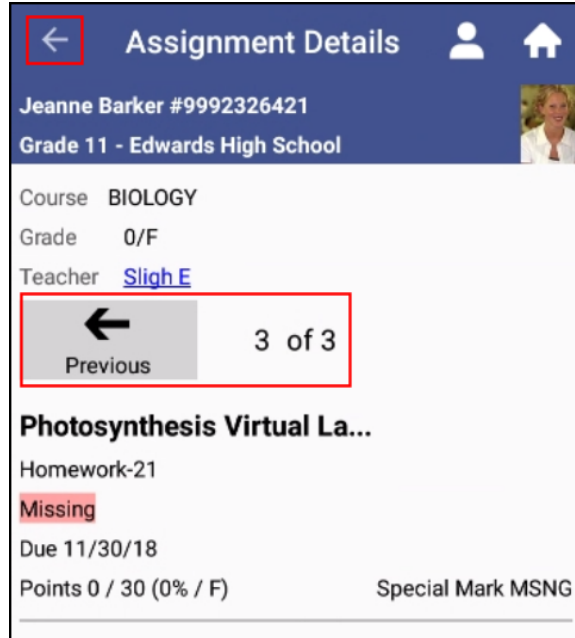 Assignment Details
Jeanne Barker #9992326421
Grade 11 - Edwards High School
Course BIOLOGY
Grade 0/F
Teacher Sligh E
Previous 3 of 3
Photosynthesis Virtual La...
Homework-21
Missing
Due 11/30/18
Points 0 / 30 (0% / F) Special Mark MSNG